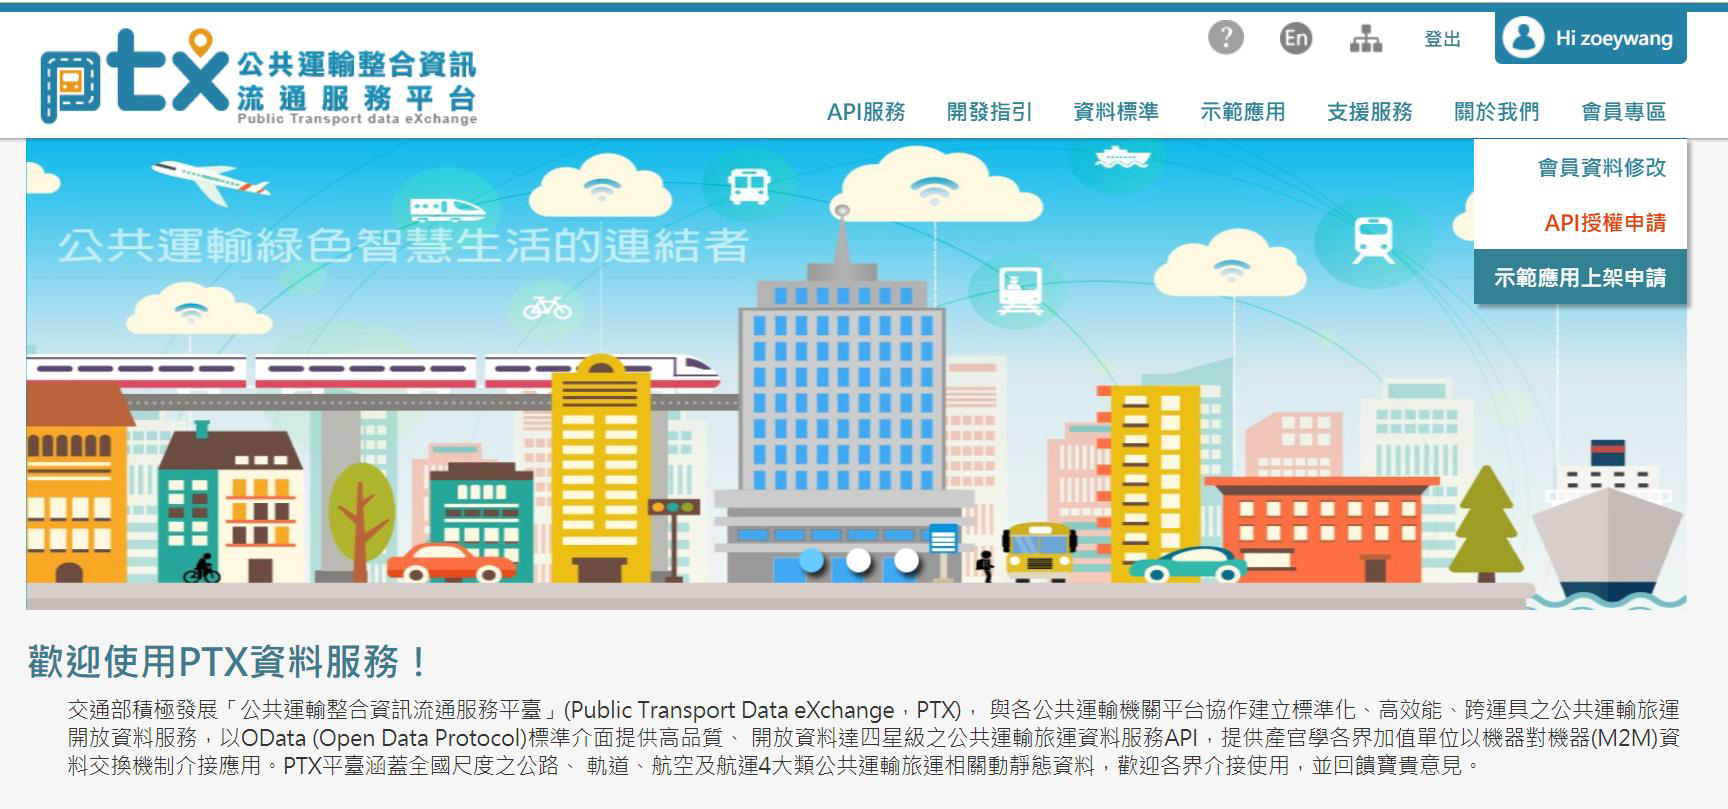 ? En 登出 Hi zoeywang
ptx 公共運輸整合資訊
流通服務平台
Public Transport data eXchange
API服務 開發指引 資料標準 示範應用 支援服務 關於我們 會員專區
會員資料修改
API授權申請
示範應用上架申請
公共運輸綠色智慧生活的連結者
歡迎使用PTX資料服務！
交通部積極發展「公共運輸整合資訊流通服務平臺」(Public Transport Data eXchange，PTX)， 與各公共運輸機關平台協作建立標準化、高效能、跨運具之公共運輸旅運
開放資料服務，以OData (Open Data Protocol)標準介面提供高品質、 開放資料達四星級之公共運輸旅運資料服務API，提供產官學各界加值單位以機器對機器(M2M)資
料交換機制介接應用。PTX平臺涵蓋全國尺度之公路、 軌道、航空及航運4大類公共運輸旅運相關動靜態資料，歡迎各界介接使用，並回饋寶貴意見。